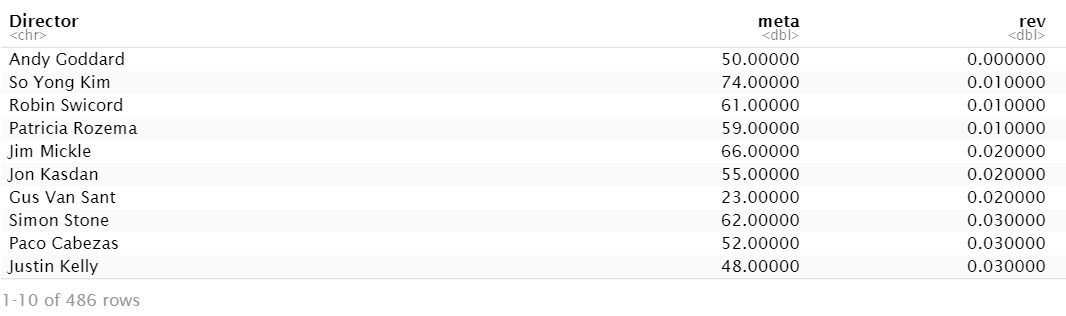 Director meta rev
<chr> <dbl> <dbl>
Andy Goddard 50.00000 0.000000
So Yong Kim 74.00000 0.010000
Robin Swicord 61.00000 0.010000
Patricia Rozema 59.00000 0.010000
Jim Mickle 66.00000 0.020000
Jon Kasdan 55.00000 0.020000
Gus Van Sant 23.00000 0.020000
Simon Stone 62.00000 0.030000
Paco Cabezas 52.00000 0.030000
Justin Kelly 48.00000 0.030000
1-10 of 486 rows